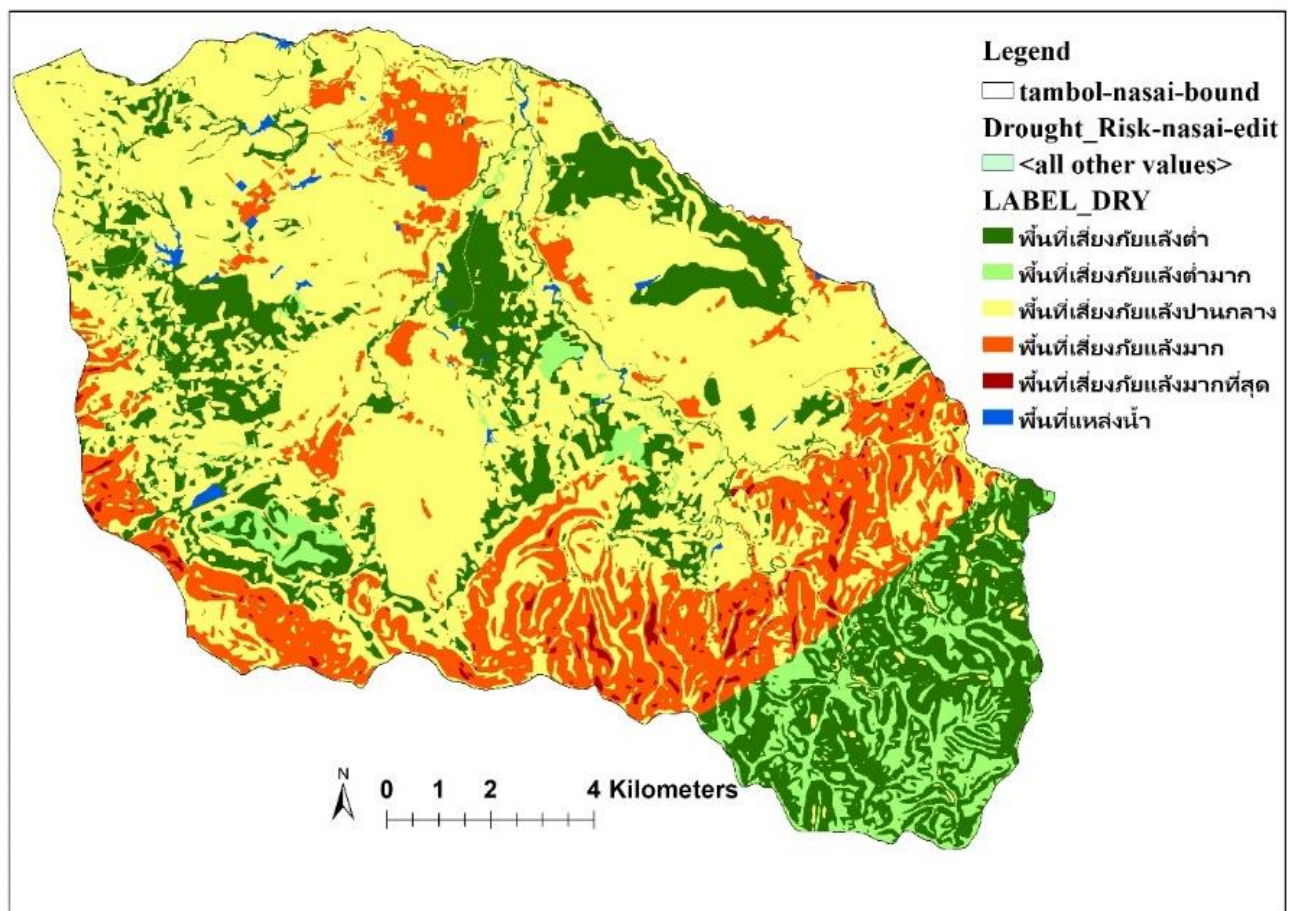 Legend
tambol-nasai-bound
Drought_Risk-nasai-edit
<all other values>
LABEL_DRY
พื้นที่เสี่ยงภัยแล้งต่ำ
พื้นที่เสี่ยงภัยแล้งต่ำมาก
พื้นที่เสี่ยงภัยแล้งปานกลาง
พื้นที่เสี่ยงภัยแล้งมาก
พื้นที่เสี่ยงภัยแล้งมากที่สุด
พื้นที่แหล่งน้ำ
N
0 1 2 4 Kilometers